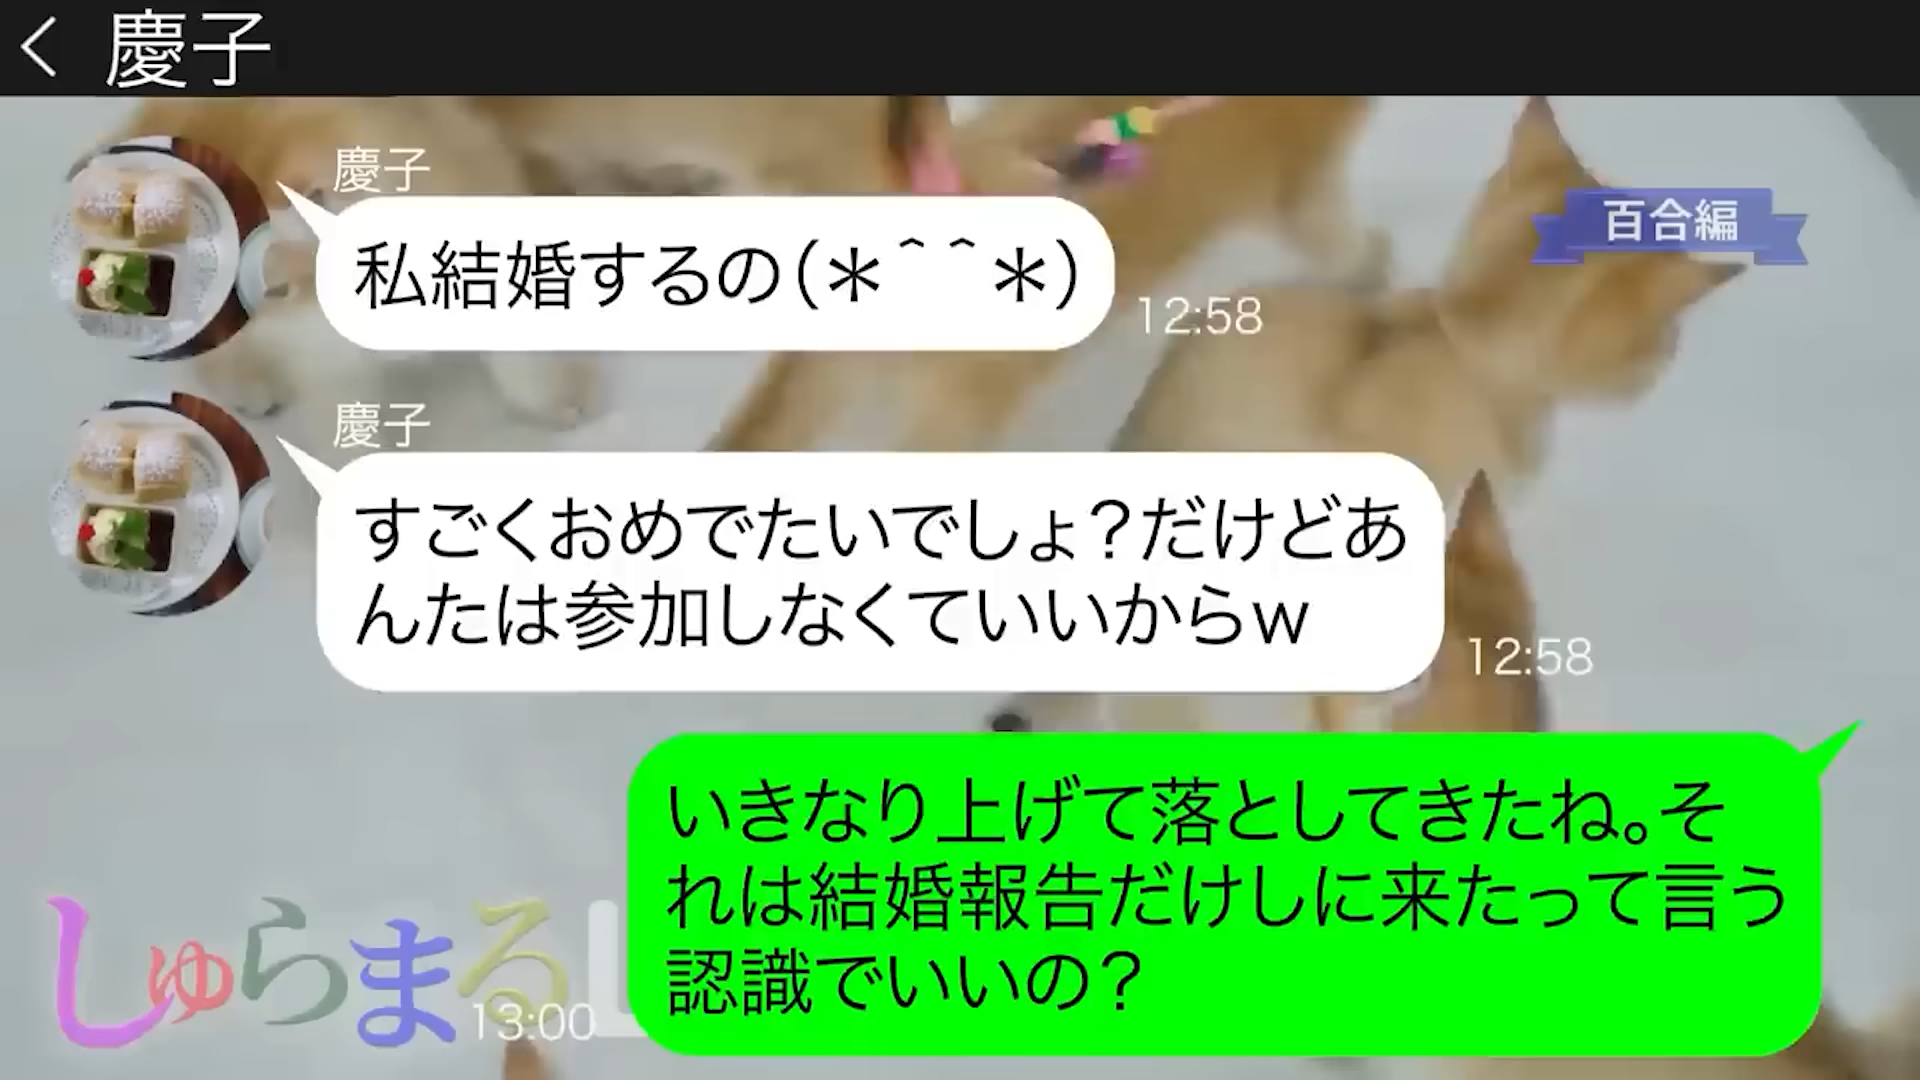 慶子
慶子
百合編
私結婚するの(＊＾＾＊)
12:58
慶子
すごくおめでたいでしょ？だけどあ
んたは参加しなくていいからw
12:58
いきなり上げて落としてきたね。そ
れは結婚報告だけしに来たって言う
認識でいいの？
13:00
しゅらまるL